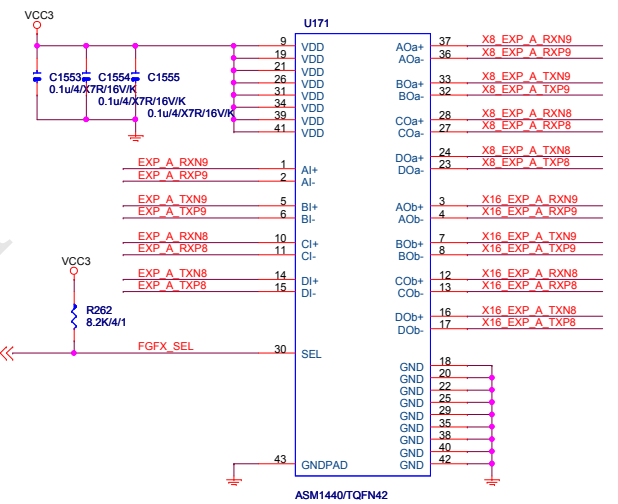 VCC3
U171
9 VDD AOa+ 37 X8_EXP_A_RXN9
19 VDD AOa- 36 X8_EXP_A_RXP9
21 VDD
26 VDD BOa+ 33 X8_EXP_A_TXN9
31 VDD BOa- 32 X8_EXP_A_TXP9
34 VDD
39 VDD COa+ 28 X8_EXP_A_RXN8
41 VDD COa- 27 X8_EXP_A_RXP8
C1553 C1554 C1555
0.1u/4/X7R/16V/K
0.1u/4/X7R/16V/K
0.1u/4/X7R/16V/K
DOa+ 24 X8_EXP_A_TXN8
DOa- 23 X8_EXP_A_TXP8
EXP_A_RXN9 1 AI+
EXP_A_RXP9 2 AI-
EXP_A_TXN9 5 BI+ AOb+ 3 X16_EXP_A_RXN9
EXP_A_TXP9 6 BI- AOb- 4 X16_EXP_A_RXP9
EXP_A_RXN8 10 CI+ BOb+ 7 X16_EXP_A_TXN9
EXP_A_RXP8 11 CI- BOb- 8 X16_EXP_A_TXP9
EXP_A_TXN8 14 DI+ COb+ 12 X16_EXP_A_RXN8
EXP_A_TXP8 15 DI- COb- 13 X16_EXP_A_RXP8
DOb+ 16 X16_EXP_A_TXN8
DOb- 17 X16_EXP_A_TXP8
VCC3
R262
8.2K/4/1
FGFX_SEL 30 SEL
GND 18
GND 20
GND 22
GND 25
GND 29
GND 35
GND 38
GND 40
43 GNDPAD GND 42
ASM1440/TQFN42